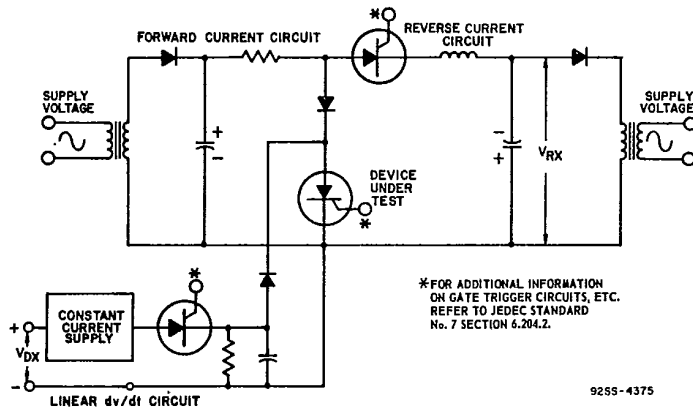 *
FORWARD CURRENT CIRCUIT
REVERSE CURRENT
CIRCUIT
SUPPLY
VOLTAGE
SUPPLY
VOLTAGE
+
-
-
+
VRX
DEVICE
UNDER
TEST
*
*
*FOR ADDITIONAL INFORMATION
ON GATE TRIGGER CIRCUITS, ETC.
REFER TO JEDEC STANDARD
No. 7 SECTION 6.204.2.
CONSTANT
CURRENT
SUPPLY
+
VDX
-
LINEAR dv/dt CIRCUIT
92SS-4375